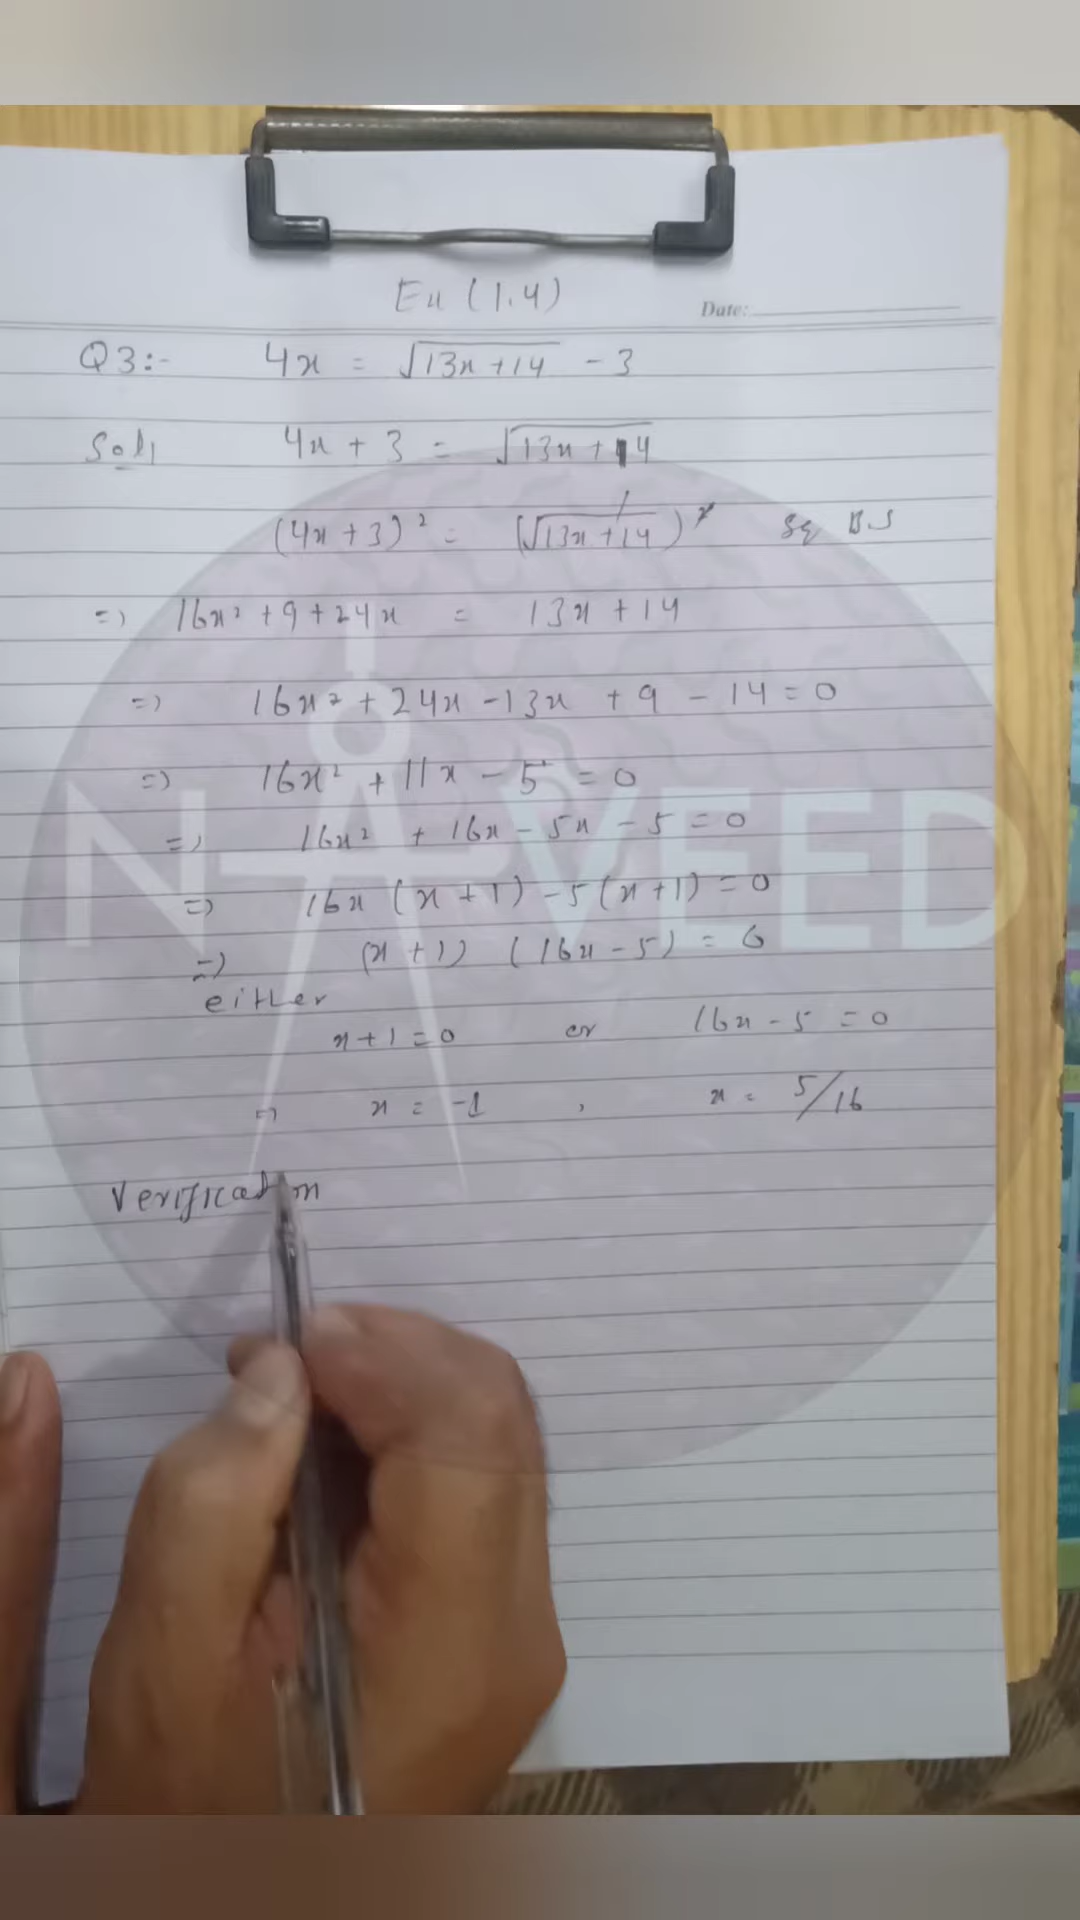 Ex (1.4)
Date:
Q3:- 4x = √13x+14 - 3
Sol, 4x + 3 = √13x+14
(4x+3)² = (√13x+14)² Sq B.S
=) 16x² + 9 + 24x = 13x + 14
=) 16x² + 24x - 13x + 9 - 14 = 0
=) 16x² + 11x - 5 = 0
=) 16x² + 16x - 5x - 5 = 0
=) 16x (x+1) - 5 (x+1) = 0
=) (x+1) (16x-5) = 0
either
x+1 = 0 or 16x-5 = 0
=) x = -1 , x = 5/16
Verification
NAVEED